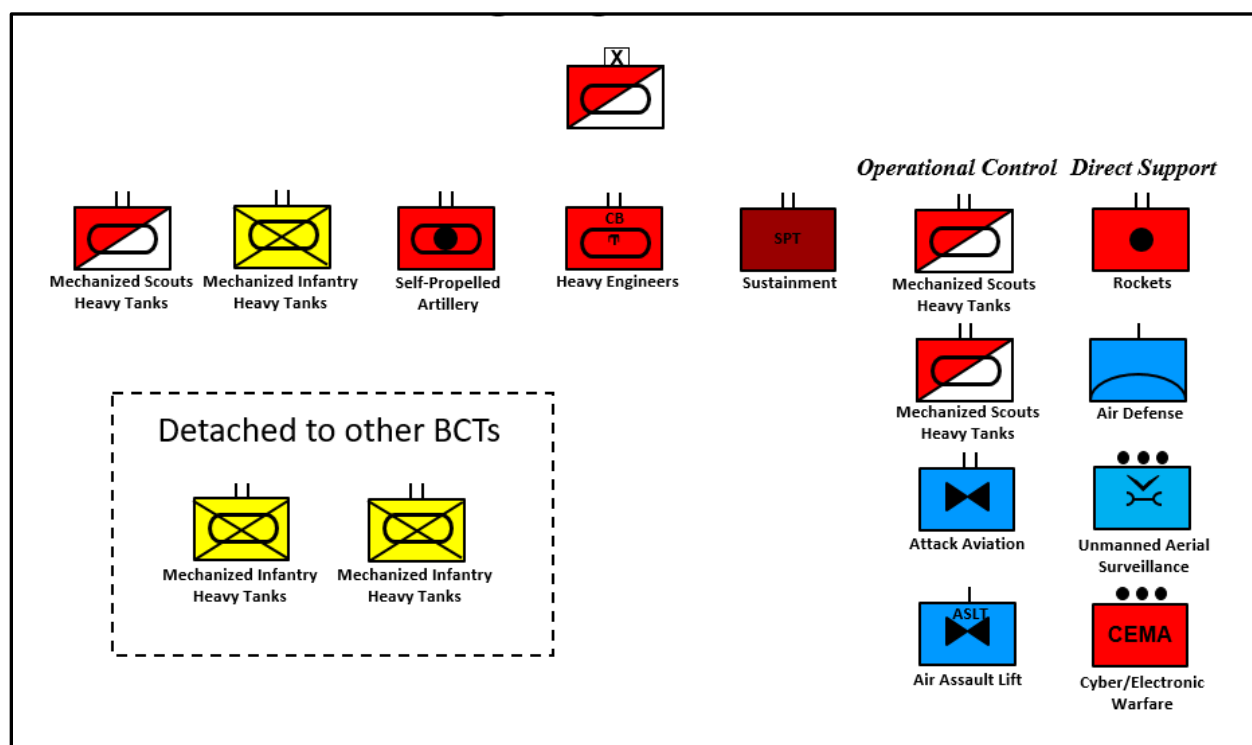 X
Operational Control Direct Support
CB
SPT
Mechanized Scouts
Heavy Tanks
Mechanized Infantry
Heavy Tanks
Self-Propelled
Artillery
Heavy Engineers
Sustainment
Mechanized Scouts
Heavy Tanks
Rockets
Mechanized Scouts
Heavy Tanks
Air Defense
Detached to other BCTs
Mechanized Infantry
Heavy Tanks
Mechanized Infantry
Heavy Tanks
Attack Aviation
Unmanned Aerial
Surveillance
ASLT
Air Assault Lift
CEMA
Cyber/Electronic
Warfare